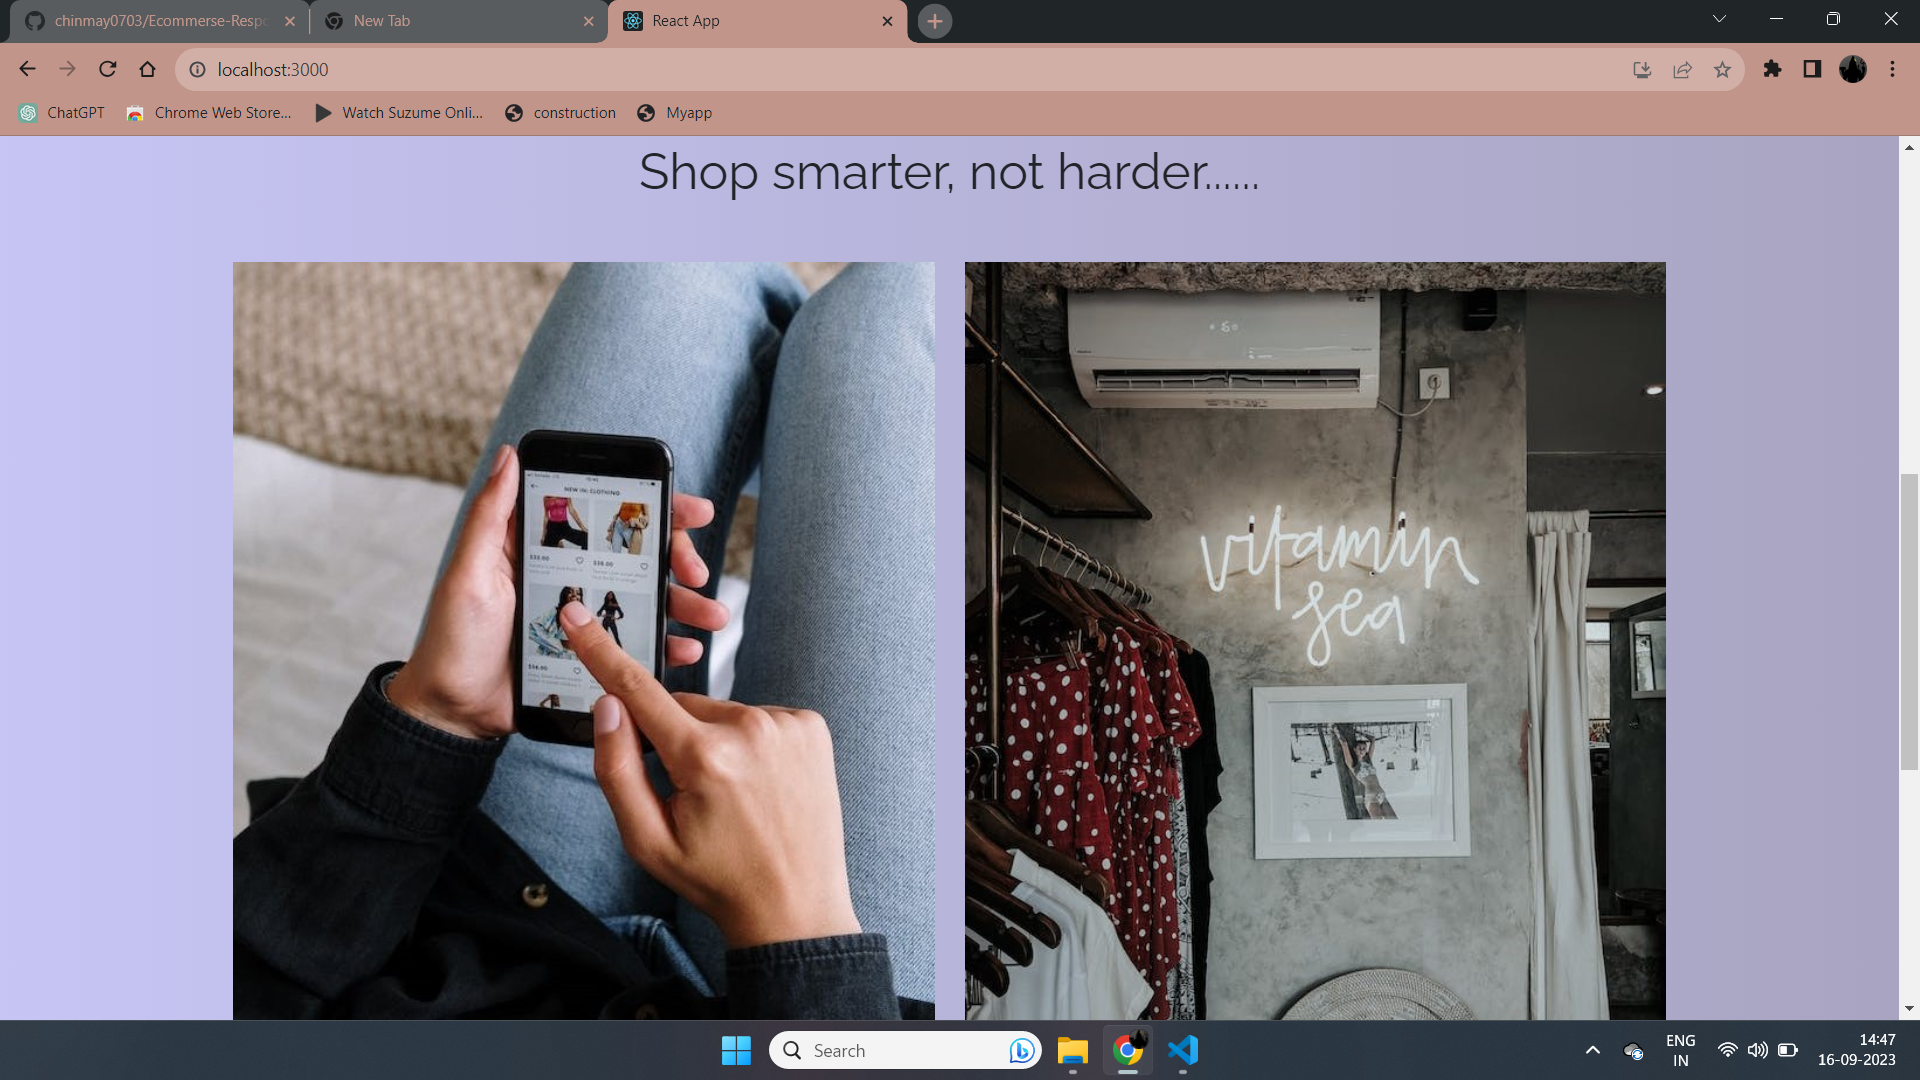 chinmay0703/Ecommerse-Resp
New Tab
React App
localhost:3000
ChatGPT
Chrome Web Store...
Watch Suzume Onli...
construction
Myapp
Shop smarter, not harder......
NEW IN: CLOTHING
vitamin
sea
Search
ENG
IN
14:47
16-09-2023